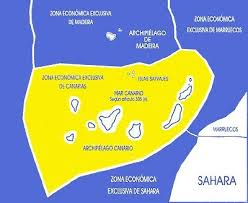 ZONA ECONÓMICA EXCLUSIVA
DE MADEIRA
ZONA ECONÓMICA
EXCLUSIVA DE MARRUECOS
ARCHIPIÉLAGO DE
MADEIRA
ZONA ECONÓMICA EXCLUSIVA
DE CANARIAS
ISLAS SALVAJES
MAR CANARIO
MARRUECOS
ARCHIPIÉLAGO CANARIO
ZONA ECONÓMICA
EXCLUSIVA DE SAHARA
SAHARA